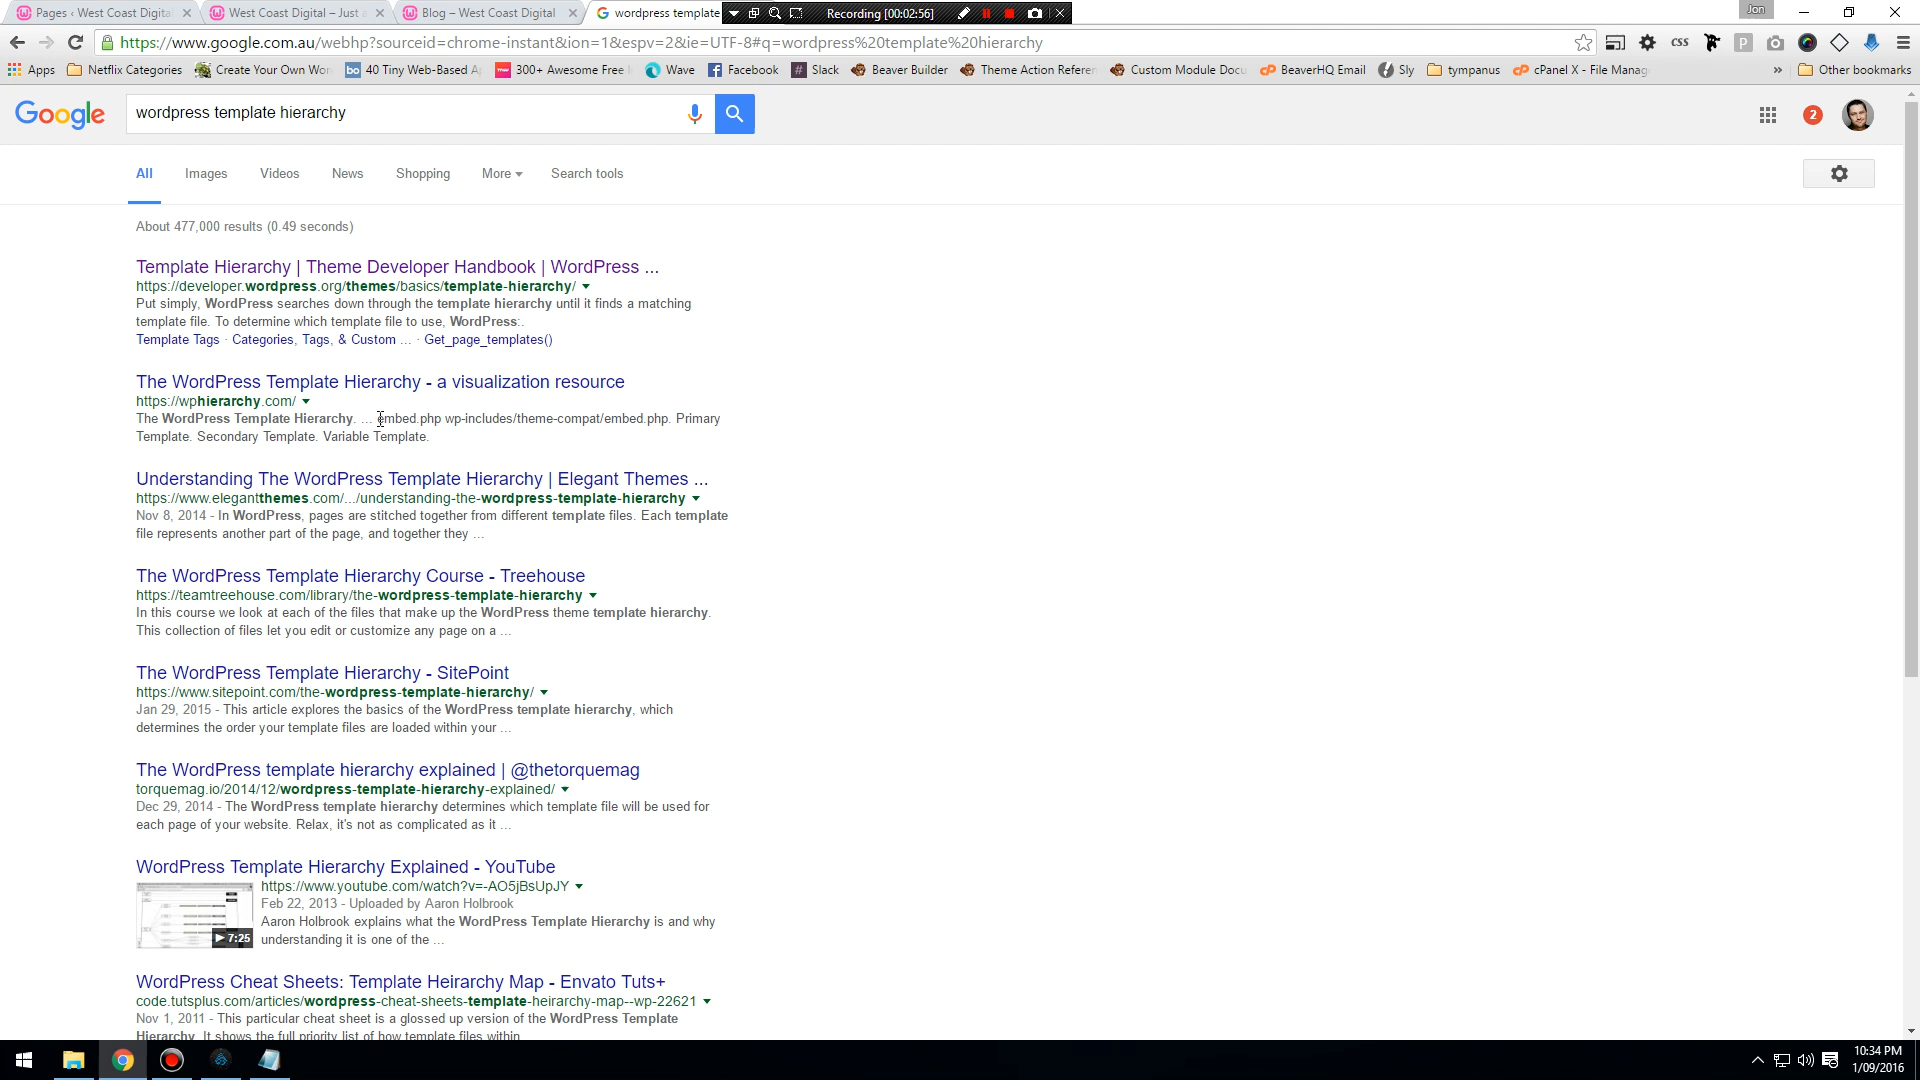 Pages ‹ West Coast Digita
West Coast Digital – Just a
Blog – West Coast Digital
wordpress template
Recording [00:02:56]
Jon
https://www.google.com.au/webhp?sourceid=chrome-instant&ion=1&espv=2&ie=UTF-8#q=wordpress%20template%20hierarchy
css
Apps
Netflix Categories
Create Your Own Wor
bo
40 Tiny Web-Based A
300+ Awesome Free
Wave
Facebook
Slack
Beaver Builder
Theme Action Referen
Custom Module Docu
BeaverHQ Email
Sly
tympanus
cPanel X - File Manag
»
Other bookmarks
Google
wordpress template hierarchy
2
All
Images
Videos
News
Shopping
More
Search tools
About 477,000 results (0.49 seconds)
Template Hierarchy | Theme Developer Handbook | WordPress ...
https://developer.wordpress.org/themes/basics/template-hierarchy/
Put simply, WordPress searches down through the template hierarchy until it finds a matching
template file. To determine which template file to use, WordPress:.
Template Tags · Categories, Tags, & Custom ... · Get_page_templates()
The WordPress Template Hierarchy - a visualization resource
https://wphierarchy.com/
The WordPress Template Hierarchy. ... embed.php wp-includes/theme-compat/embed.php. Primary
Template. Secondary Template. Variable Template.
Understanding The WordPress Template Hierarchy | Elegant Themes ...
https://www.elegantthemes.com/.../understanding-the-wordpress-template-hierarchy
Nov 8, 2014 - In WordPress, pages are stitched together from different template files. Each template
file represents another part of the page, and together they ...
The WordPress Template Hierarchy Course - Treehouse
https://teamtreehouse.com/library/the-wordpress-template-hierarchy
In this course we look at each of the files that make up the WordPress theme template hierarchy.
This collection of files let you edit or customize any page on a ...
The WordPress Template Hierarchy - SitePoint
https://www.sitepoint.com/the-wordpress-template-hierarchy/
Jan 29, 2015 - This article explores the basics of the WordPress template hierarchy, which
determines the order your template files are loaded within your ...
The WordPress template hierarchy explained | @thetorquemag
torquemag.io/2014/12/wordpress-template-hierarchy-explained/
Dec 29, 2014 - The WordPress template hierarchy determines which template file will be used for
each page of your website. Relax, it's not as complicated as it ...
WordPress Template Hierarchy Explained - YouTube
https://www.youtube.com/watch?v=-AO5jBsUpJY
Feb 22, 2013 - Uploaded by Aaron Holbrook
Aaron Holbrook explains what the WordPress Template Hierarchy is and why
understanding it is one of the ...
7:25
WordPress Cheat Sheets: Template Heirarchy Map - Envato Tuts+
code.tutsplus.com/articles/wordpress-cheat-sheets-template-heirarchy-map--wp-22621
Nov 1, 2011 - This particular cheat sheet is a glossed up version of the WordPress Template
Hierarchy. It shows the full priority list of how template files within
10:34 PM
1/09/2016